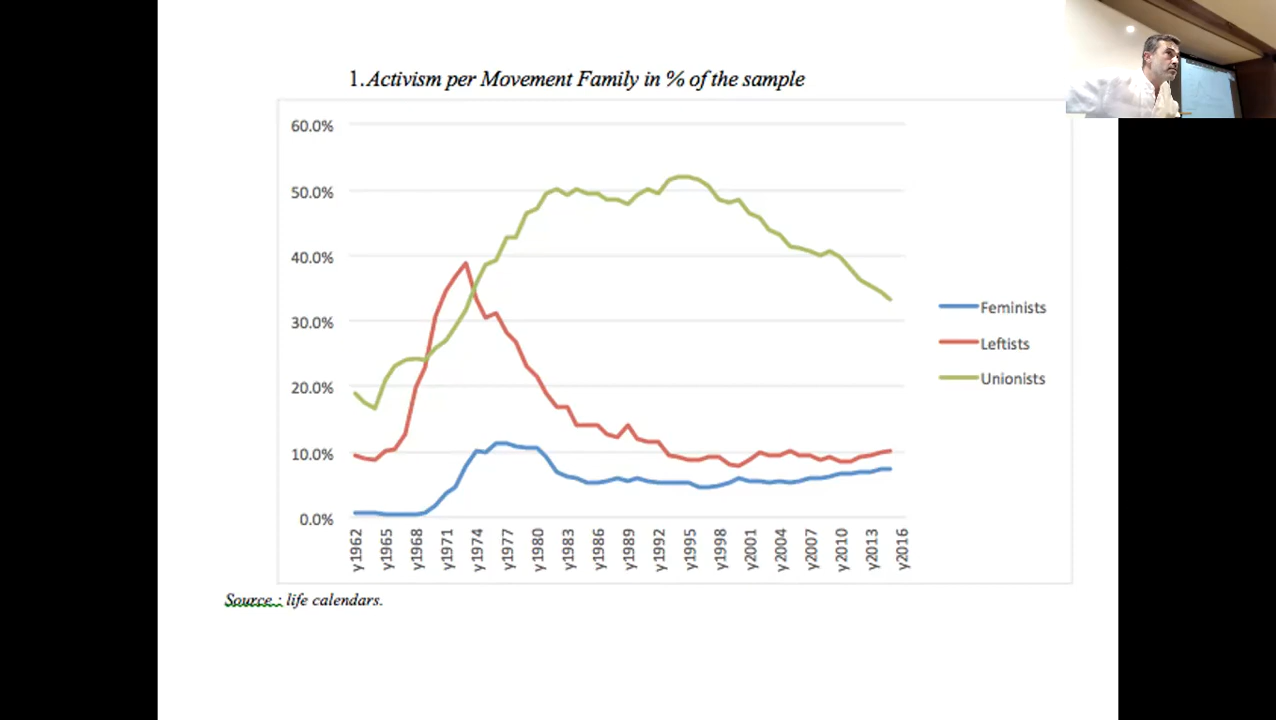 1.Activism per Movement Family in % of the sample
60.0%
50.0%
40.0%
30.0%
20.0%
10.0%
0.0%
y1962
y1965
y1968
y1971
y1974
y1977
y1980
y1983
y1986
y1989
y1992
y1995
y1998
y2001
y2004
y2007
y2010
y2013
y2016
Feminists
Leftists
Unionists
Source : life calendars.